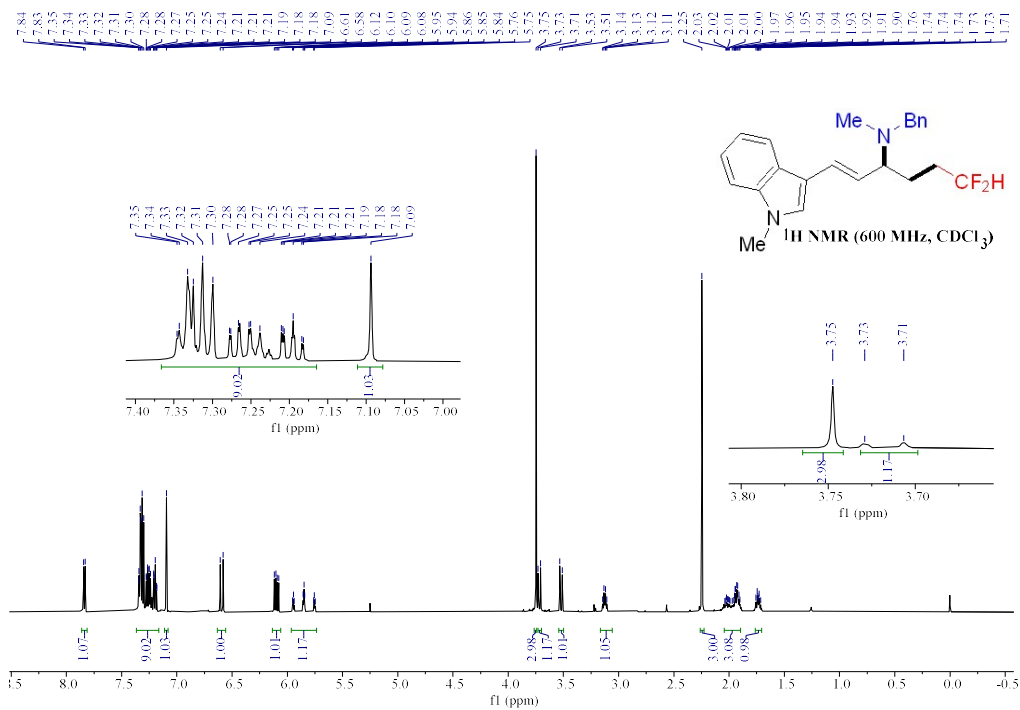 7.84 7.83 7.35 7.34 7.33 7.32 7.31 7.30 7.28 7.28 7.27 7.25 7.25 7.24 7.21 7.21 7.21 7.19 7.18 7.18 7.09 6.61 6.58 6.12 6.10 6.09 6.08 5.95 5.94 5.86 5.85 5.84 5.76 5.75 3.75 3.73 3.71 3.53 3.51 3.14 3.13 3.12 3.11 2.25 2.03 2.02 2.01 2.01 2.00 1.97 1.96 1.95 1.94 1.94 1.93 1.92 1.91 1.90 1.76 1.74 1.74 1.74 1.73 1.73 1.71
Me
N
Bn
CF2H
N
Me
1H NMR (600 MHz, CDCl3)
7.35 7.34 7.33 7.32 7.31 7.30 7.28 7.28 7.27 7.25 7.25 7.24 7.21 7.21 7.21 7.19 7.18 7.18 7.09
9.02 1.03
7.40 7.35 7.30 7.25 7.20 7.15 7.10 7.05 7.00
f1 (ppm)
3.75 3.73 3.71
2.98 1.17
3.80 3.75 3.70
f1 (ppm)
1.07 9.02 1.03 1.00 1.01 1.17 2.98 1.17 1.01 1.05 3.00 3.08 0.98
8.0 7.5 7.0 6.5 6.0 5.5 5.0 4.5 4.0 3.5 3.0 2.5 2.0 1.5 1.0 0.5 0.0 -0.5
f1 (ppm)